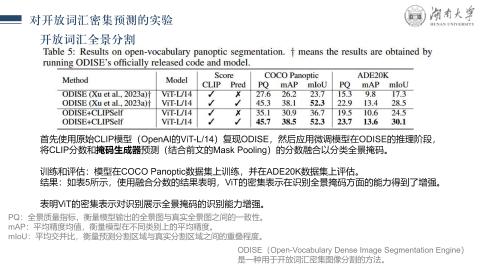 对开放词汇密集预测的实验
湖南大学
HUNAN UNIVERSITY
开放词汇全景分割
Table 5: Results on open-vocabulary panoptic segmentation. † means the results are obtained by
running ODISE's officially released code and model.
Method Model Score COCO Panoptic ADE20K
CLIP Pred PQ mAP mIoU PQ mAP mIoU
ODISE (Xu et al., 2023a)† ViT-L/14 ✓ ✗ 27.6 26.2 23.7 15.3 9.8 17.3
ODISE (Xu et al., 2023a)† ViT-L/14 ✓ ✓ 45.3 38.1 52.3 22.9 13.4 28.5
ODISE+CLIPSelf ViT-L/14 ✓ ✗ 35.1 30.9 36.7 19.5 10.6 24.5
ODISE+CLIPSelf ViT-L/14 ✓ ✓ 45.7 38.5 52.3 23.7 13.6 30.1
首先使用原始CLIP模型（OpenAI的ViT-L/14）复现ODISE，然后应用微调模型在ODISE的推理阶段，
将CLIP分数和掩码生成器预测（结合前文的Mask Pooling）的分数融合以分类全景掩码。
训练和评估：模型在COCO Panoptic数据集上训练，并在ADE20K数据集上评估。
结果：如表5所示，使用融合分数的结果表明，ViT的密集表示在识别全景掩码方面的能力得到了增强。
表明ViT的密集表示对识别展示全景掩码的识别能力增强。
PQ：全景质量指标，衡量模型输出的全景图与真实全景图之间的一致性。
mAP：平均精度均值，衡量模型在不同类别上的平均精度。
mIoU：平均交并比，衡量预测分割区域与真实分割区域之间的重叠程度。
ODISE（Open-Vocabulary Dense Image Segmentation Engine）
是一种用于开放词汇密集图像分割的方法。